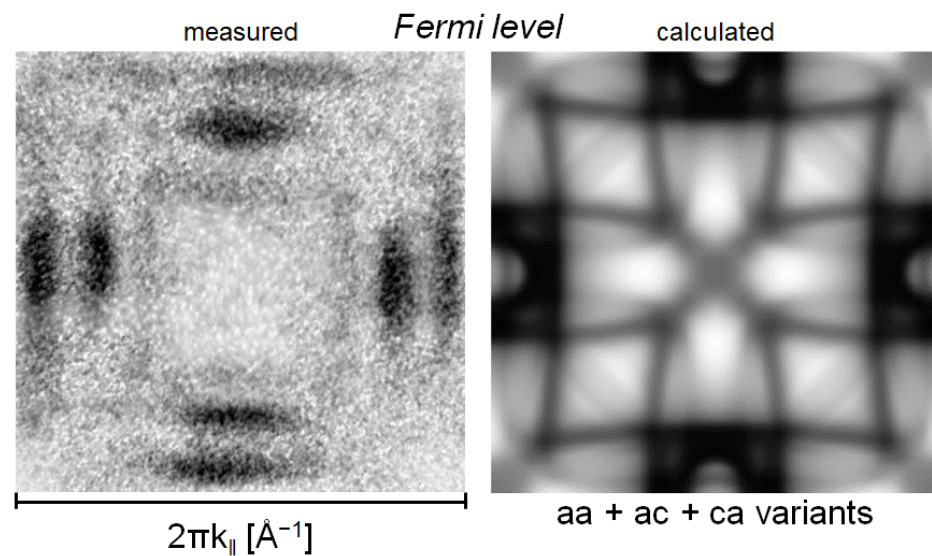 measured
Fermi level
calculated
2πk∥ [Å⁻¹]
aa + ac + ca variants